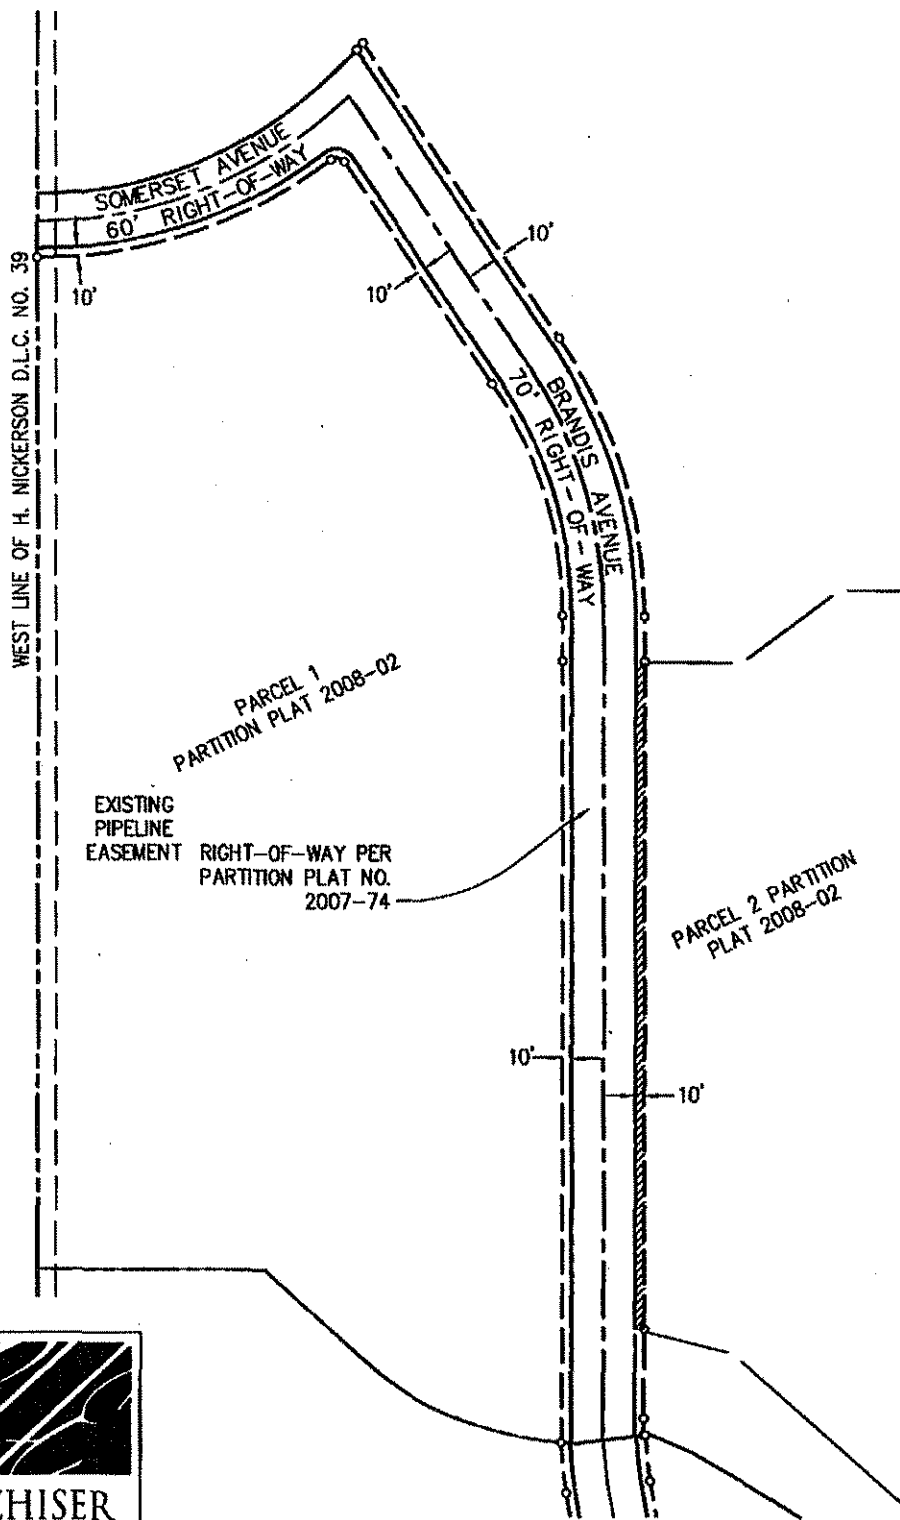 SOMERSET AVENUE
60' RIGHT-OF-WAY
10'
10'
10'
WEST LINE OF H. NICKERSON D.L.C. NO. 39
BRANDIS AVENUE
70' RIGHT-OF-WAY
PARCEL 1
PARTITION PLAT 2008-02
EXISTING
PIPELINE
EASEMENT
RIGHT-OF-WAY PER
PARTITION PLAT NO.
2007-74
PARCEL 2 PARTITION
PLAT 2008-02
10'
10'